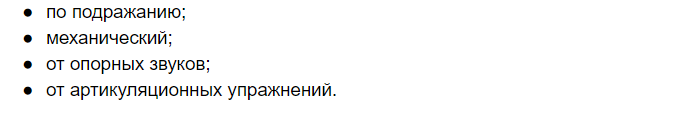 ● по подражанию;
● механический;
● от опорных звуков;
● от артикуляционных упражнений.